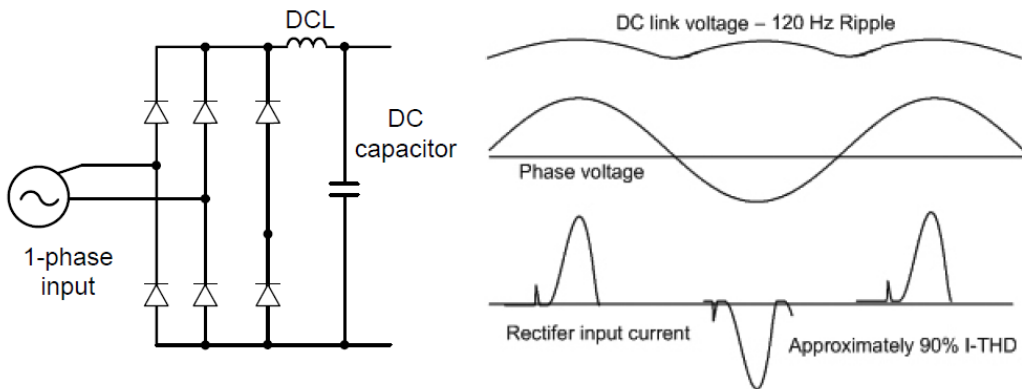 DCL
DC
capacitor
1-phase
input
DC link voltage – 120 Hz Ripple
Phase voltage
Rectifer input current
Approximately 90% I-THD